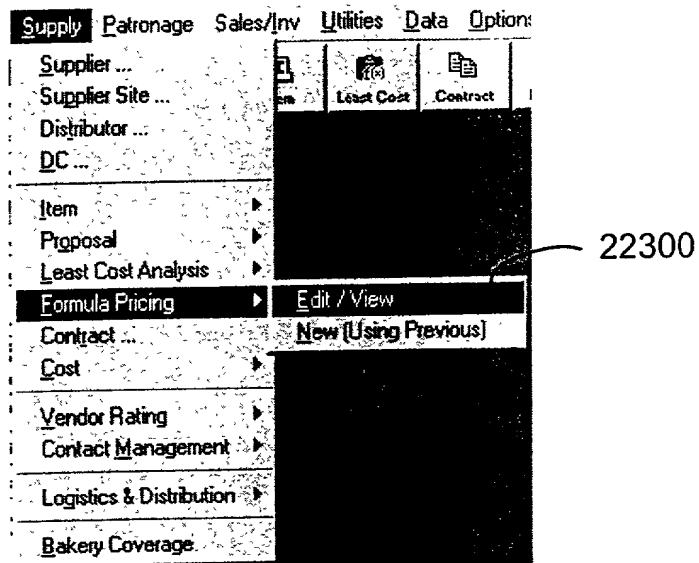 Supply Patronage Sales/Inv Utilities Data Options
Supplier ...
Supplier Site ...
Least Cost Contract
Distributor ...
DC ...
Item
Proposal
Least Cost Analysis
22300
Formula Pricing Edit / View
Contract ... New (Using Previous)
Cost
Vendor Rating
Contact Management
Logistics & Distribution
Bakery Coverage